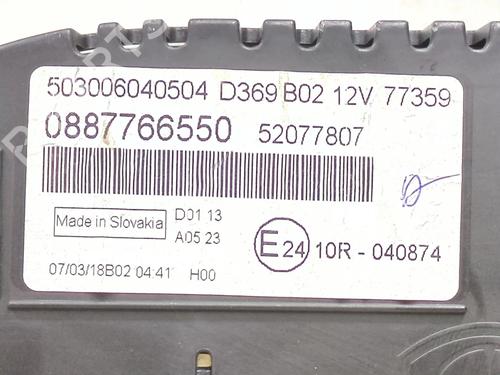 503006040504 D369 B02 12V 77359
0887766550 52077807
Made in Slovakia
D01 13
A05 23
E24 10R - 040874
07/03/18B02 04:41 H00